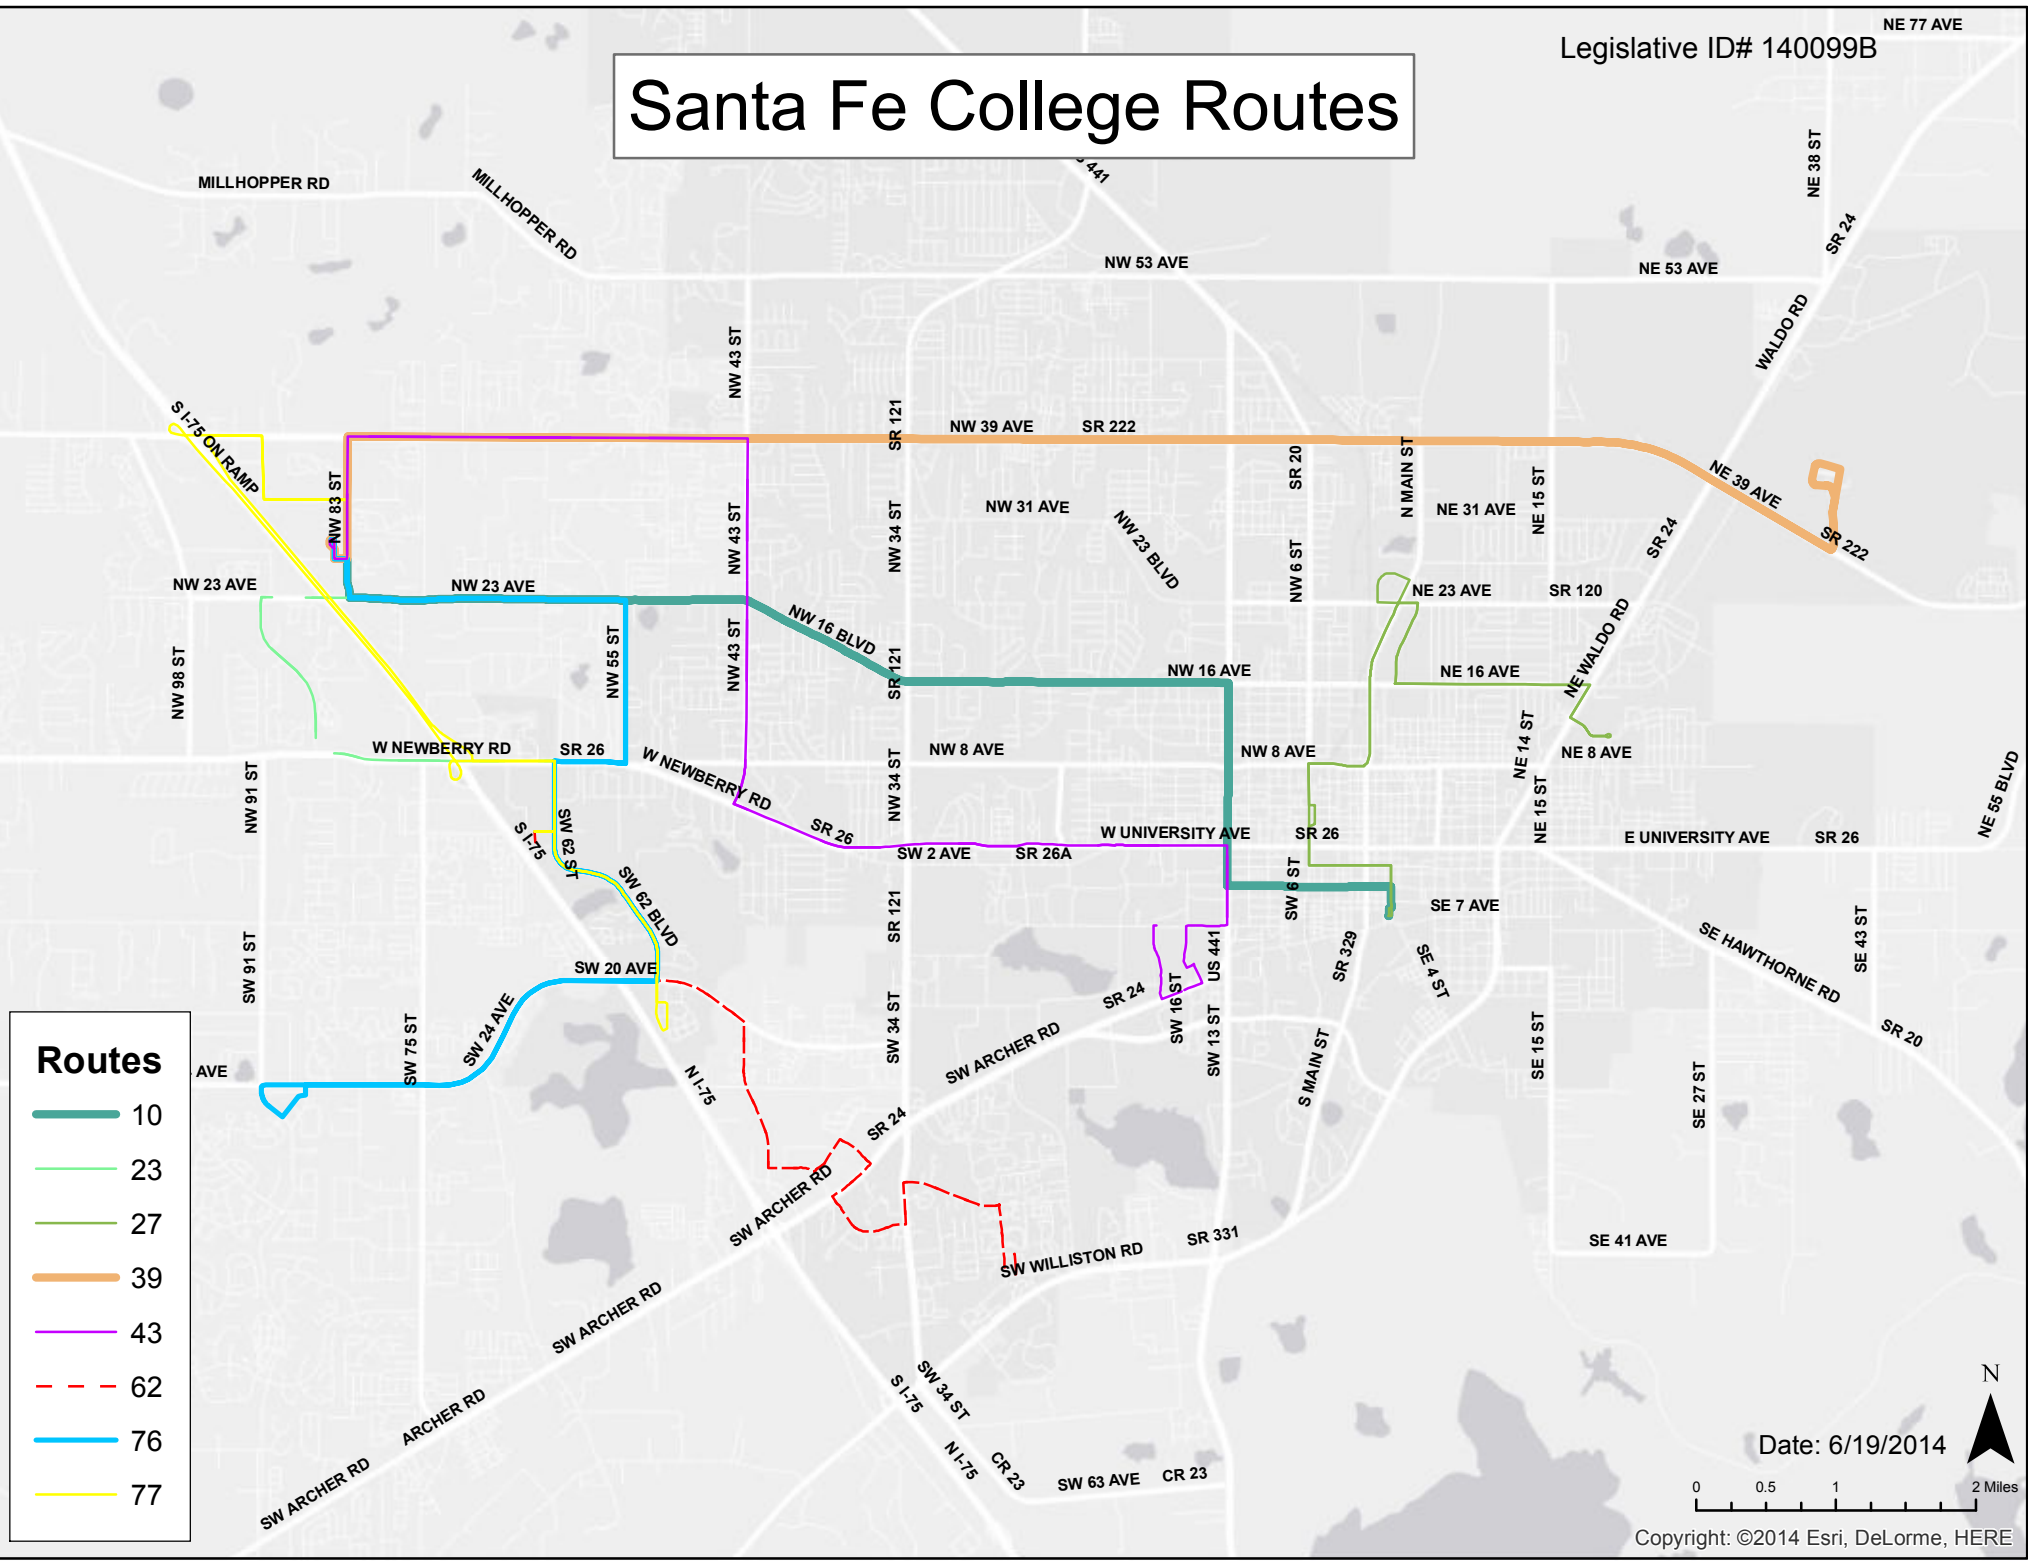 NE 77 AVE
Legislative ID# 140099B
Santa Fe College Routes
NE 38 ST
441
MILLHOPPER RD
MILLHOPPER RD
SR 24
NW 53 AVE
NE 53 AVE
WALDO RD
NW 43 ST
S I-75 ON RAMP
SR 121
NW 39 AVE
SR 222
SR 20
N MAIN ST
NE 39 AVE
SR 222
NW 83 ST
NW 43 ST
NW 34 ST
NW 31 AVE
NW 23 BLVD
NE 31 AVE
NE 15 ST
SR 24
NW 6 ST
NW 23 AVE
NW 23 AVE
NE 23 AVE
SR 120
NW 16 BLVD
NE WALDO RD
NW 98 ST
NW 55 ST
NW 43 ST
SR 121
NW 16 AVE
NE 16 AVE
W NEWBERRY RD
SR 26
W NEWBERRY RD
NW 8 AVE
NW 34 ST
NW 8 AVE
NE 14 ST
NE 8 AVE
NW 91 ST
NE 15 ST
NE 55 BLVD
S I-75
SW 62 ST
SR 26
W UNIVERSITY AVE
SR 26
E UNIVERSITY AVE
SR 26
SW 2 AVE
SR 26A
SW 62 BLVD
SR 121
SW 6 ST
SE 7 AVE
SW 91 ST
SW 20 AVE
US 441
SR 329
SE 4 ST
SE HAWTHORNE RD
SE 43 ST
SW 24 AVE
SR 24
SW 16 ST
SW 34 ST
SW 13 ST
S MAIN ST
SE 15 ST
SR 20
SW 75 ST
SW ARCHER RD
AVE
N I-75
SE 27 ST
SR 24
SW ARCHER RD
SW WILLISTON RD
SR 331
SE 41 AVE
SW ARCHER RD
SW 34 ST
S I-75
ARCHER RD
N I-75
CR 23
SW 63 AVE
CR 23
SW ARCHER RD
Routes
10
23
27
39
43
62
76
77
N
Date: 6/19/2014
0 0.5 1 2 Miles
Copyright: ©2014 Esri, DeLorme, HERE